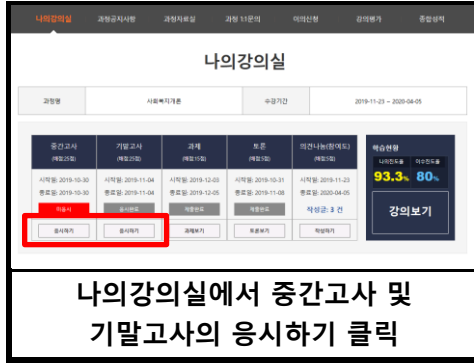 나의강의실 과정공지사항 과정자료실 과정 1:1문의 이의신청 강의평가 종합성적
나의강의실
과정명 사회복지개론 수강기간 2019-11-23 ~ 2020-04-05
중간고사 기말고사 과제 토론 의견나눔(참여도) 학습현황
(배점25점) (배점25점) (배점15점) (배점5점) (배점5점) 나의진도율 이수진도율
시작일: 2019-10-30 시작일: 2019-11-04 시작일: 2019-12-03 시작일: 2019-10-31 시작일: 2019-11-23 93.3% 80%
종료일: 2019-10-30 종료일: 2019-11-04 종료일: 2019-12-05 종료일: 2019-11-08 종료일: 2020-04-05
미응시 응시완료 제출완료 제출완료 작성글: 3 건 강의보기
응시하기 응시하기 과제보기 토론보기 작성하기
나의강의실에서 중간고사 및
기말고사의 응시하기 클릭